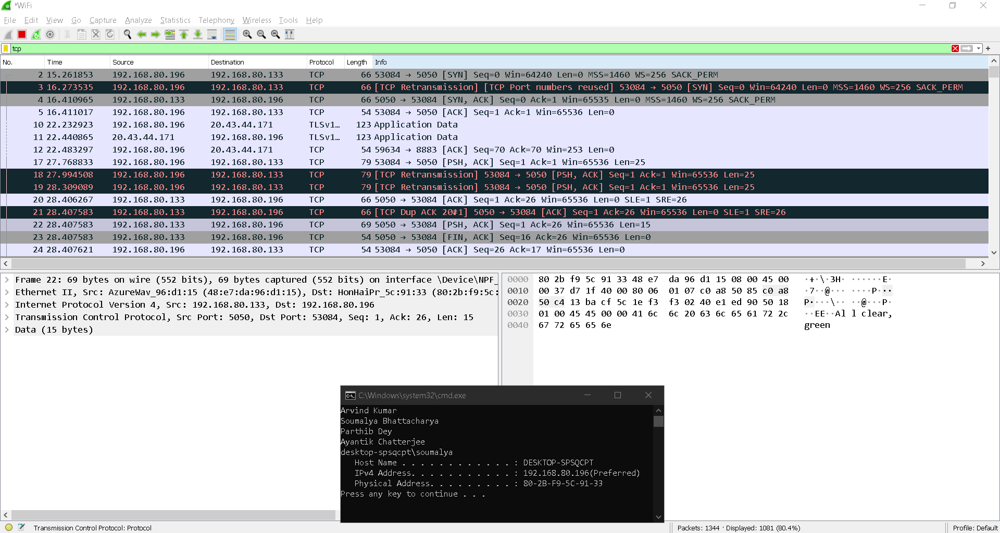 *WiFi
File Edit View Go Capture Analyze Statistics Telephony Wireless Tools Help
tcp
No. Time Source Destination Protocol Length Info
2 15.261853 192.168.80.196 192.168.80.133 TCP 66 53084 → 5050 [SYN] Seq=0 Win=64240 Len=0 MSS=1460 WS=256 SACK_PERM
3 16.273535 192.168.80.196 192.168.80.133 TCP 66 [TCP Retransmission] [TCP Port numbers reused] 53084 → 5050 [SYN] Seq=0 Win=64240 Len=0 MSS=1460 WS=256 SACK_PERM
4 16.410965 192.168.80.133 192.168.80.196 TCP 66 5050 → 53084 [SYN, ACK] Seq=0 Ack=1 Win=65535 Len=0 MSS=1460 WS=256 SACK_PERM
5 16.411017 192.168.80.196 192.168.80.133 TCP 54 53084 → 5050 [ACK] Seq=1 Ack=1 Win=65536 Len=0
10 22.232923 192.168.80.196 20.43.44.171 TLSv1… 123 Application Data
11 22.440865 20.43.44.171 192.168.80.196 TLSv1… 123 Application Data
12 22.483297 192.168.80.196 20.43.44.171 TCP 54 59634 → 8883 [ACK] Seq=70 Ack=70 Win=253 Len=0
17 27.768833 192.168.80.196 192.168.80.133 TCP 79 53084 → 5050 [PSH, ACK] Seq=1 Ack=1 Win=65536 Len=25
18 27.994508 192.168.80.196 192.168.80.133 TCP 79 [TCP Retransmission] 53084 → 5050 [PSH, ACK] Seq=1 Ack=1 Win=65536 Len=25
19 28.309089 192.168.80.196 192.168.80.133 TCP 79 [TCP Retransmission] 53084 → 5050 [PSH, ACK] Seq=1 Ack=1 Win=65536 Len=25
20 28.406267 192.168.80.133 192.168.80.196 TCP 66 5050 → 53084 [ACK] Seq=1 Ack=26 Win=65536 Len=0 SLE=1 SRE=26
21 28.407583 192.168.80.133 192.168.80.196 TCP 66 [TCP Dup ACK 20#1] 5050 → 53084 [ACK] Seq=1 Ack=26 Win=65536 Len=0 SLE=1 SRE=26
22 28.407583 192.168.80.133 192.168.80.196 TCP 69 5050 → 53084 [PSH, ACK] Seq=1 Ack=26 Win=65536 Len=15
23 28.407583 192.168.80.133 192.168.80.196 TCP 54 5050 → 53084 [FIN, ACK] Seq=16 Ack=26 Win=65536 Len=0
24 28.407621 192.168.80.196 192.168.80.133 TCP 54 53084 → 5050 [ACK] Seq=26 Ack=17 Win=65536 Len=0
Frame 22: 69 bytes on wire (552 bits), 69 bytes captured (552 bits) on interface \Device\NPF_
Ethernet II, Src: AzureWav_96:d1:15 (48:e7:da:96:d1:15), Dst: HonHaiPr_5c:91:33 (80:2b:f9:5c:
Internet Protocol Version 4, Src: 192.168.80.133, Dst: 192.168.80.196
Transmission Control Protocol, Src Port: 5050, Dst Port: 53084, Seq: 1, Ack: 26, Len: 15
Data (15 bytes)
0000 80 2b f9 5c 91 33 48 e7 da 96 d1 15 08 00 45 00 ·+·\·3H· ······E·
0010 00 37 d7 1f 40 00 80 06 01 07 c0 a8 50 85 c0 a8 ·7··@··· ····P···
0020 50 c4 13 ba cf 5c 1e f3 f3 02 40 e1 ed 90 50 18 P····\·· ··@···P·
0030 01 00 45 45 00 00 41 6c 6c 20 63 6c 65 61 72 2c ··EE··Al l clear,
0040 67 72 65 65 6e green
C:\Windows\system32\cmd.exe
Arvind Kumar
Soumalya Bhattacharya
Parthib Dey
Ayantik Chatterjee
desktop-spsqcpt\soumalya
Host Name . . . . . . . . . . . . : DESKTOP-SPSQCPT
IPv4 Address. . . . . . . . . . . : 192.168.80.196(Preferred)
Physical Address. . . . . . . . . : 80-2B-F9-5C-91-33
Press any key to continue . . .
Transmission Control Protocol: Protocol
Packets: 1344 · Displayed: 1081 (80.4%)
Profile: Default